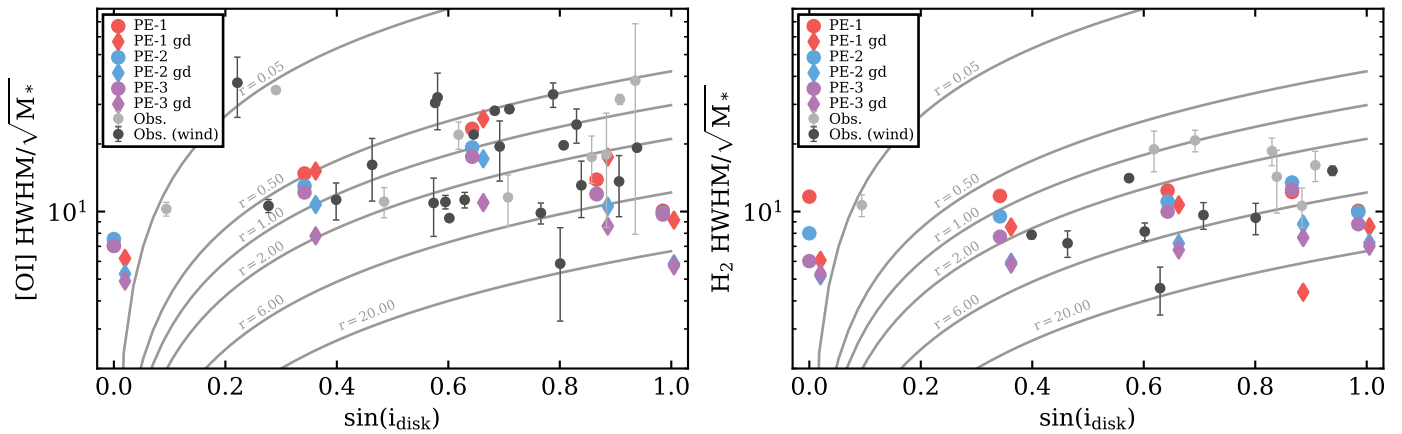 [OI] HWHM/√M*
PE-1
PE-1 gd
PE-2
PE-2 gd
PE-3
PE-3 gd
Obs.
Obs. (wind)
r = 0.05
r = 0.50
r = 1.00
r = 2.00
r = 6.00
r = 20.00
10¹
0.0 0.2 0.4 0.6 0.8 1.0
sin(i_disk)
H₂ HWHM/√M*
PE-1
PE-1 gd
PE-2
PE-2 gd
PE-3
PE-3 gd
Obs.
Obs. (wind)
r = 0.05
r = 0.50
r = 1.00
r = 2.00
r = 6.00
r = 20.00
10¹
0.0 0.2 0.4 0.6 0.8 1.0
sin(i_disk)